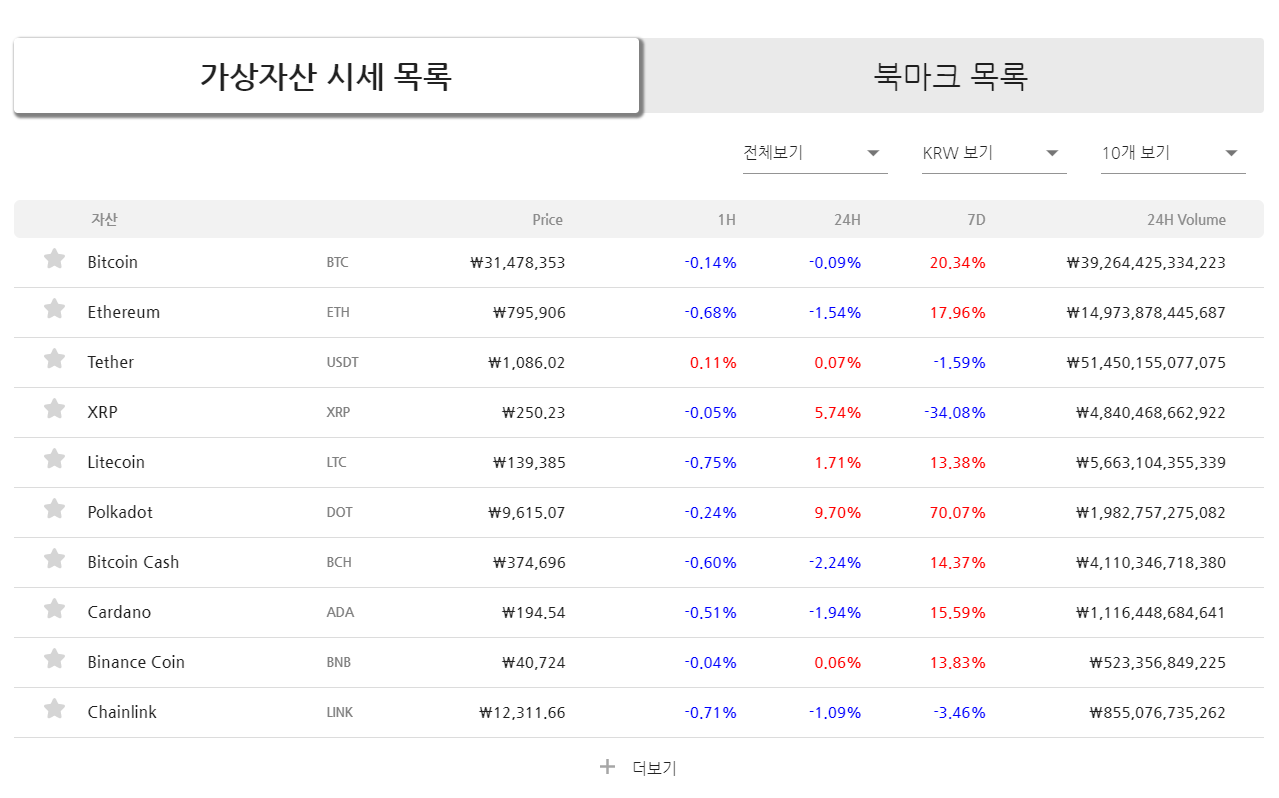 가상자산 시세 목록 북마크 목록
전체보기 KRW 보기 10개 보기
자산 Price 1H 24H 7D 24H Volume
Bitcoin BTC ₩31,478,353 -0.14% -0.09% 20.34% ₩39,264,425,334,223
Ethereum ETH ₩795,906 -0.68% -1.54% 17.96% ₩14,973,878,445,687
Tether USDT ₩1,086.02 0.11% 0.07% -1.59% ₩51,450,155,077,075
XRP XRP ₩250.23 -0.05% 5.74% -34.08% ₩4,840,468,662,922
Litecoin LTC ₩139,385 -0.75% 1.71% 13.38% ₩5,663,104,355,339
Polkadot DOT ₩9,615.07 -0.24% 9.70% 70.07% ₩1,982,757,275,082
Bitcoin Cash BCH ₩374,696 -0.60% -2.24% 14.37% ₩4,110,346,718,380
Cardano ADA ₩194.54 -0.51% -1.94% 15.59% ₩1,116,448,684,641
Binance Coin BNB ₩40,724 -0.04% 0.06% 13.83% ₩523,356,849,225
Chainlink LINK ₩12,311.66 -0.71% -1.09% -3.46% ₩855,076,735,262
+ 더보기